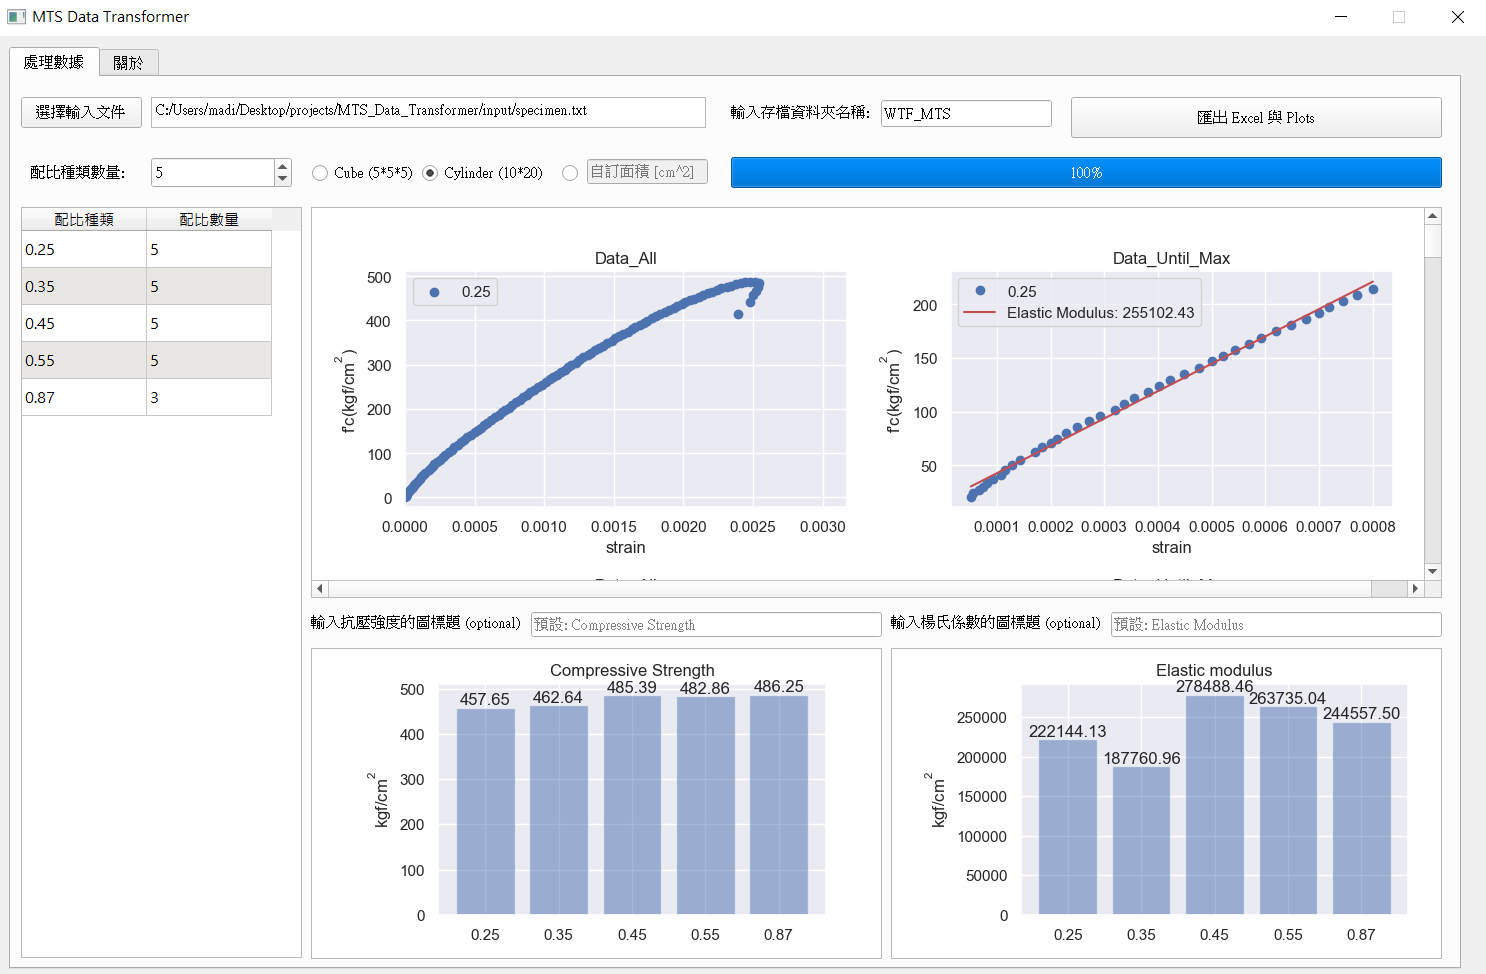 MTS Data Transformer
處理數據 關於
選擇輸入文件 C:/Users/madi/Desktop/projects/MTS_Data_Transformer/input/specimen.txt 輸入存檔資料夾名稱: WTF_MTS 匯出 Excel 與 Plots
配比種類數量: 5 Cube (5*5*5) Cylinder (10*20) 自訂面積 [cm^2] 100%
配比種類 配比數量
0.25 5
0.35 5
0.45 5
0.55 5
0.87 3
Data_All
0.25
500
400
300
200
100
0
f'c(kgf/cm²)
0.0000 0.0005 0.0010 0.0015 0.0020 0.0025 0.0030
strain
Data_Until_Max
0.25
Elastic Modulus: 255102.43
200
150
100
50
f'c(kgf/cm²)
0.0001 0.0002 0.0003 0.0004 0.0005 0.0006 0.0007 0.0008
strain
輸入抗壓強度的圖標題 (optional) 預設: Compressive Strength 輸入楊氏係數的圖標題 (optional) 預設: Elastic Modulus
Compressive Strength
457.65 462.64 485.39 482.86 486.25
500
400
300
200
100
0
kgf/cm²
0.25 0.35 0.45 0.55 0.87
Elastic modulus
222144.13 187760.96 278488.46 263735.04 244557.50
250000
200000
150000
100000
50000
0
kgf/cm²
0.25 0.35 0.45 0.55 0.87